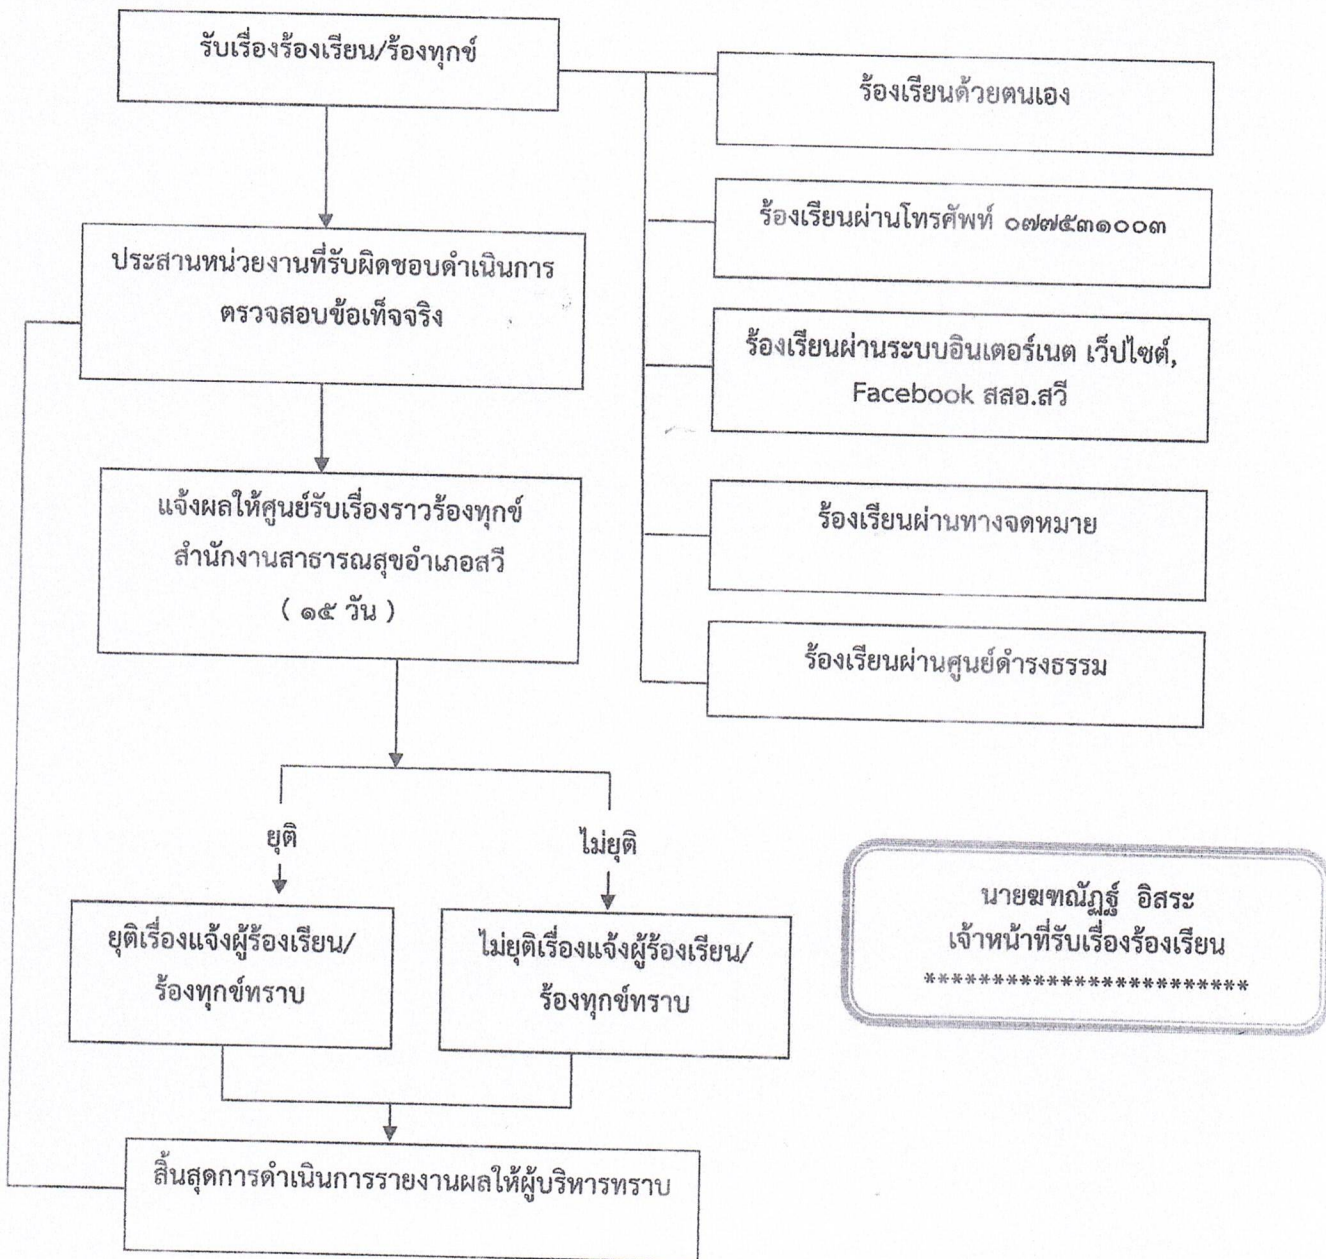 รับเรื่องร้องเรียน/ร้องทุกข์
ร้องเรียนด้วยตนเอง
ร้องเรียนผ่านโทรศัพท์ ๐๗๗๕๓๑๐๐๓
ประสานหน่วยงานที่รับผิดชอบดำเนินการ
ตรวจสอบข้อเท็จจริง
ร้องเรียนผ่านระบบอินเตอร์เนต เว็ปไซต์,
Facebook สสอ.สวี
แจ้งผลให้ศูนย์รับเรื่องราวร้องทุกข์
สำนักงานสาธารณสุขอำเภอสวี
( ๑๕ วัน )
ร้องเรียนผ่านทางจดหมาย
ร้องเรียนผ่านศูนย์ดำรงธรรม
ยุติ
ไม่ยุติ
ยุติเรื่องแจ้งผู้ร้องเรียน/
ร้องทุกข์ทราบ
ไม่ยุติเรื่องแจ้งผู้ร้องเรียน/
ร้องทุกข์ทราบ
นายฆฑณัฏฐ์ อิสระ
เจ้าหน้าที่รับเรื่องร้องเรียน
************************
สิ้นสุดการดำเนินการรายงานผลให้ผู้บริหารทราบ